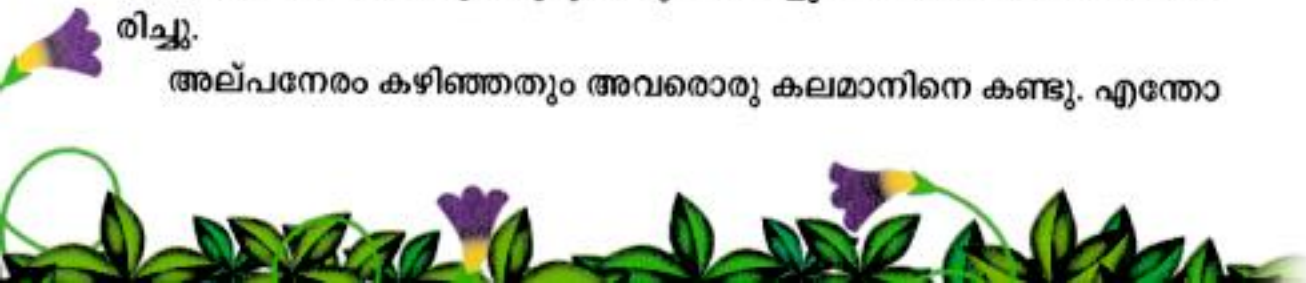 രിച്ചു.
അല്പനേരം കഴിഞ്ഞതും അവരൊരു കലമാനിനെ കണ്ടു. എന്തോ